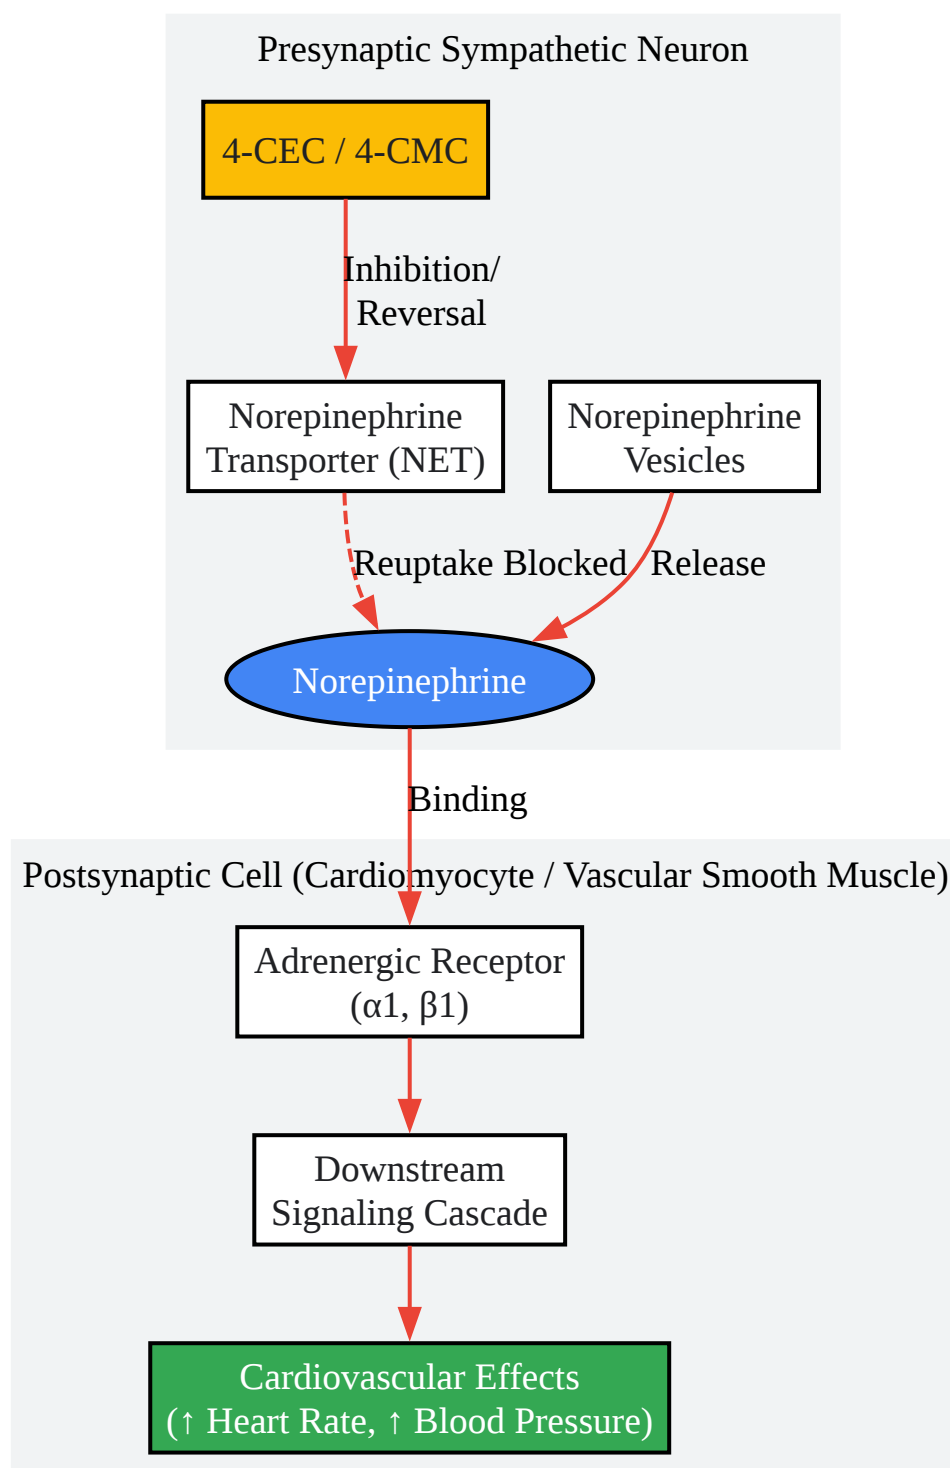 Presynaptic Sympathetic Neuron
4-CEC / 4-CMC
Inhibition/
Reversal
Norepinephrine
Transporter (NET)
Norepinephrine
Vesicles
Reuptake Blocked
Release
Norepinephrine
Binding
Postsynaptic Cell (Cardiomyocyte / Vascular Smooth Muscle)
Adrenergic Receptor
(α1, β1)
Downstream
Signaling Cascade
Cardiovascular Effects
(↑ Heart Rate, ↑ Blood Pressure)